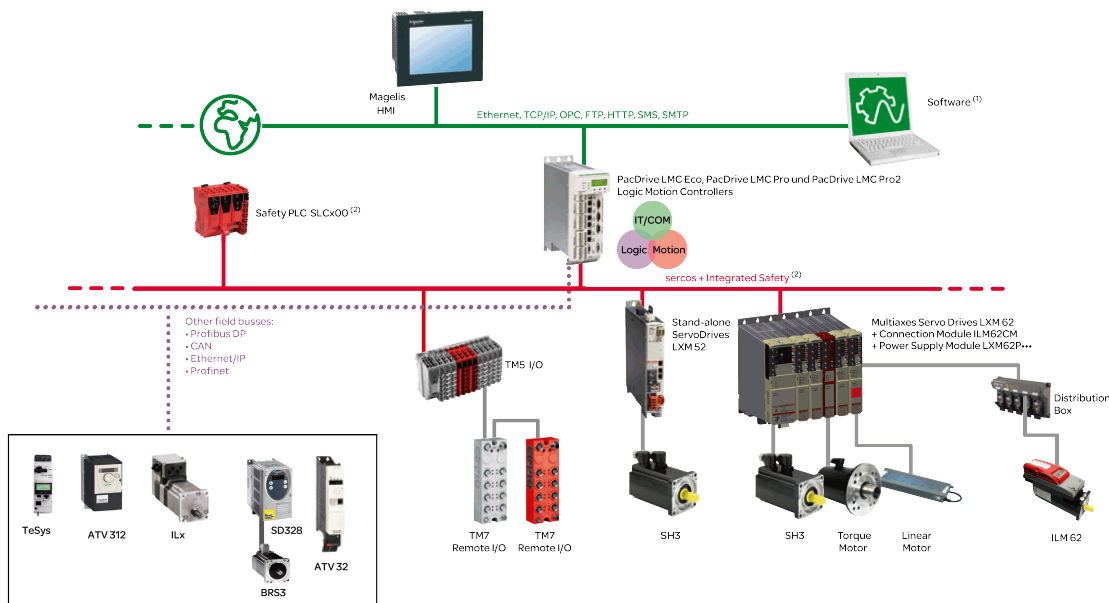 Schneider
Magelis
HMI
Ethernet, TCP/IP, OPC, FTP, HTTP, SMS, SMTP
Software (1)
PacDrive LMC Eco, PacDrive LMC Pro und PacDrive LMC Pro2
Logic Motion Controllers
Safety PLC SLCx00 (2)
IT/COM
Logic
Motion
sercos + Integrated Safety (2)
Other field busses:
• Profibus DP
• CAN
• Ethernet/IP
• Profinet
TM5 I/O
Stand-alone
ServoDrives
LXM 52
Multiaxes Servo Drives LXM 62
+ Connection Module ILM62CM
+ Power Supply Module LXM62P•••
Distribution
Box
TeSys
ATV 312
ILx
SD328
BRS3
ATV 32
TM7
Remote I/O
TM7
Remote I/O
SH3
SH3
Torque
Motor
Linear
Motor
ILM 62